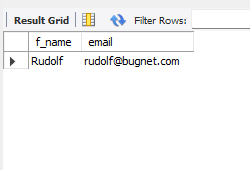 Result Grid Filter Rows:
f_name email
Rudolf rudolf@bugnet.com